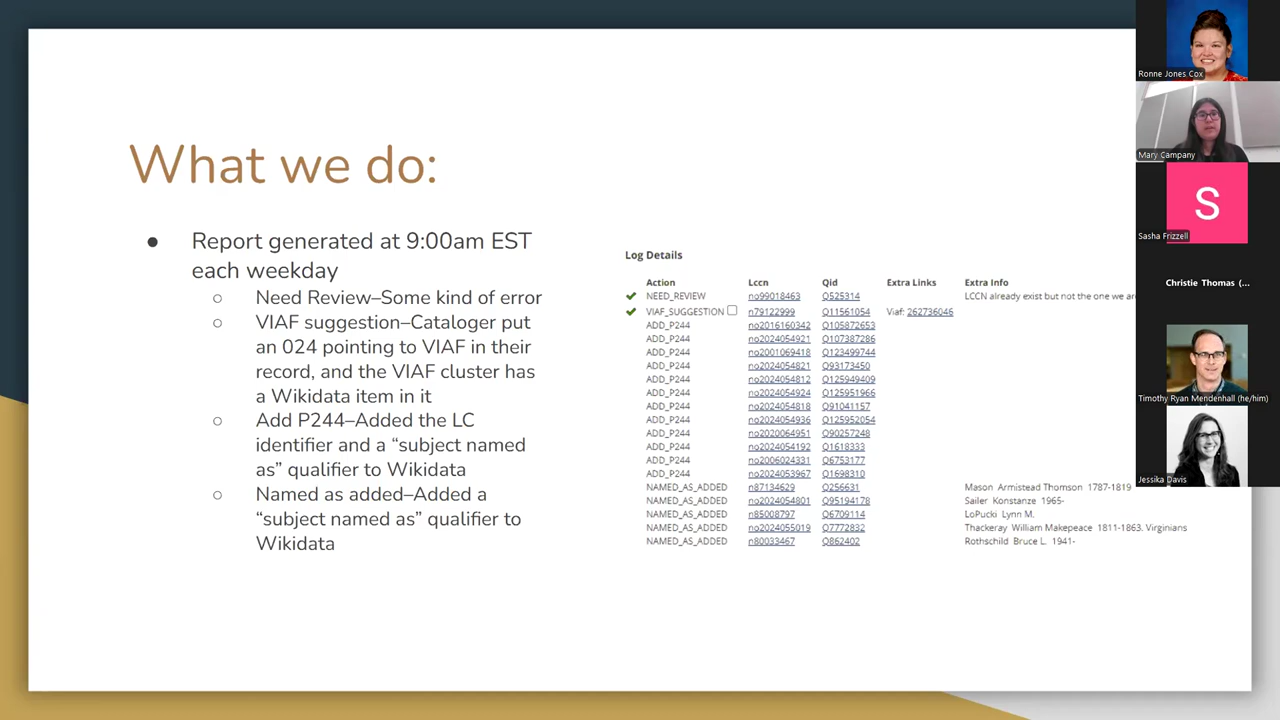 What we do:
● Report generated at 9:00am EST
each weekday
○ Need Review–Some kind of error
○ VIAF suggestion–Cataloger put
an 024 pointing to VIAF in their
record, and the VIAF cluster has
a Wikidata item in it
○ Add P244–Added the LC
identifier and a “subject named
as” qualifier to Wikidata
○ Named as added–Added a
“subject named as” qualifier to
Wikidata
Log Details
Action Lccn Qid Extra Links Extra Info
NEED_REVIEW no99018463 Q525314 LCCN already exist but not the one we are
VIAF_SUGGESTION n79122999 Q11561054 Viaf: 262736046
ADD_P244 no2016160342 Q105872653
ADD_P244 no2024054921 Q107387286
ADD_P244 no2001069418 Q123499744
ADD_P244 no2024054821 Q93173450
ADD_P244 no2024054812 Q125949409
ADD_P244 no2024054924 Q125951966
ADD_P244 no2024054818 Q91041157
ADD_P244 no2024054936 Q125952054
ADD_P244 no2020064951 Q90257248
ADD_P244 no2024054192 Q1618333
ADD_P244 no2006024331 Q6753177
ADD_P244 no2024053967 Q1698310
NAMED_AS_ADDED n87134629 Q256631 Mason Armistead Thomson 1787-1819
NAMED_AS_ADDED no2024054801 Q95194178 Sailer Konstanze 1965-
NAMED_AS_ADDED n85008797 Q6709114 LoPucki Lynn M.
NAMED_AS_ADDED no2024055019 Q7772832 Thackeray William Makepeace 1811-1863. Virginians
NAMED_AS_ADDED n80033467 Q862402 Rothschild Bruce L. 1941-
Ronne Jones Cox
Mary Campany
S
Sasha Frizzell
Christie Thomas (...
Timothy Ryan Mendenhall (he/him)
Jessika Davis